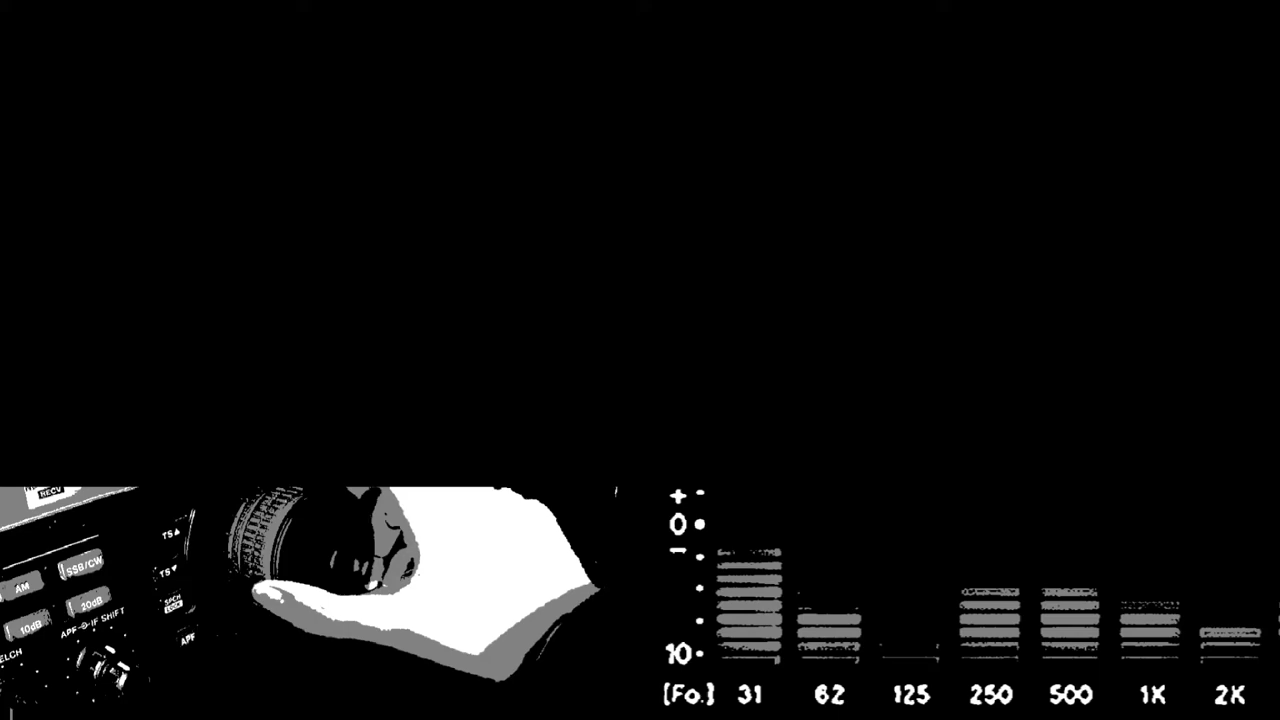 RECV
TS▲
AM
SSB/CW
TS▼
10dB
20dB
SPCH
LOCK
APF-⊙-IF SHIFT
APF
ELCH
+
0
−
10
[Fo.] 31 62 125 250 500 1K 2K